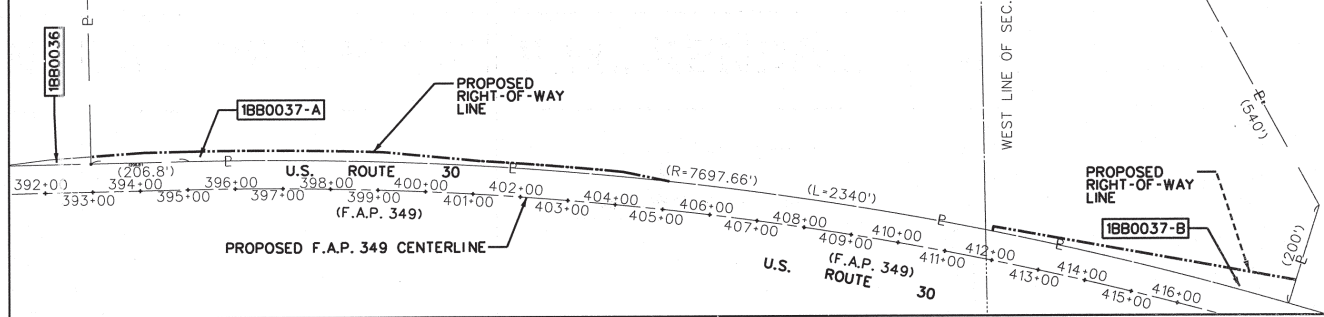 1BB0036
1BB0037-A
PROPOSED
RIGHT-OF-WAY
LINE
WEST LINE OF SEC.
(540')
(206.8')
U.S. ROUTE 30
(R=7697.66')
(L=2340')
PROPOSED
RIGHT-OF-WAY
LINE
1BB0037-B
(200')
392+00
394+00
396+00
398+00
400+00
402+00
404+00
406+00
408+00
410+00
412+00
414+00
416+00
393+00
395+00
397+00
399+00
401+00
403+00
405+00
407+00
409+00
411+00
413+00
415+00
(F.A.P. 349)
PROPOSED F.A.P. 349 CENTERLINE
(F.A.P. 349)
U.S. ROUTE 30